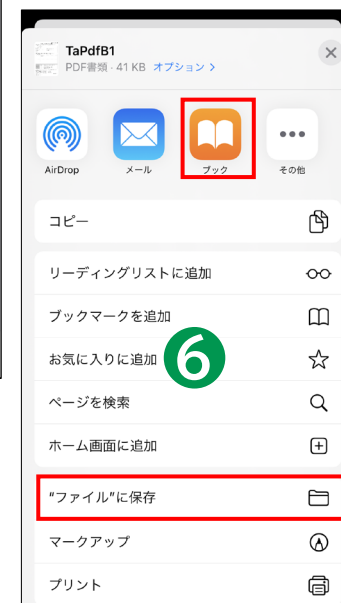 TaPdfB1
PDF書類・41 KB オプション >
AirDrop メール ブック その他
コピー
リーディングリストに追加
ブックマークを追加
お気に入りに追加
6
ページを検索
ホーム画面に追加
"ファイル"に保存
マークアップ
プリント